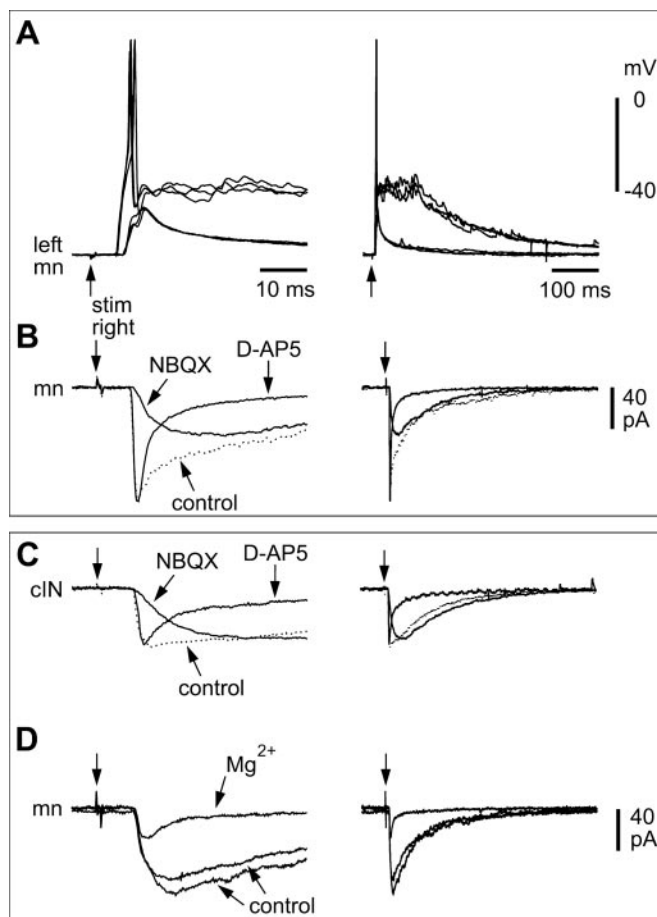 A
mV
0
-40
left
mn
stim
right
10 ms
100 ms
B
D-AP5
NBQX
mn
40
pA
control
C
D-AP5
NBQX
cIN
control
D
Mg2+
mn
40
pA
control